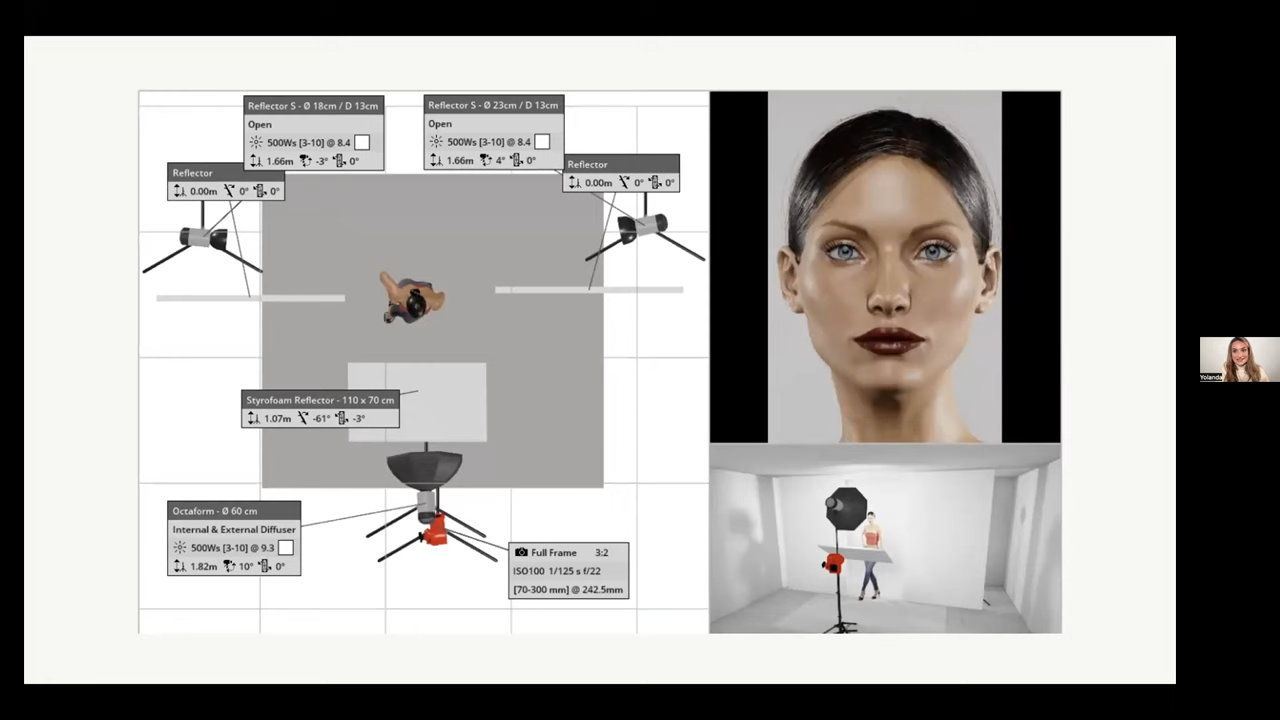 Reflector S - Ø 18cm / D 13cm
Open
500Ws [3-10] @ 8.4
1.66m -3° 0°
Reflector S - Ø 23cm / D 13cm
Open
500Ws [3-10] @ 8.4
1.66m 4° 0°
Reflector
0.00m 0° 0°
Reflector
0.00m 0° 0°
Styrofoam Reflector - 110 x 70 cm
1.07m -61° -3°
Octaform - Ø 60 cm
Internal & External Diffuser
500Ws [3-10] @ 9.3
1.82m 10° 0°
Full Frame 3:2
ISO100 1/125 s f/22
[70-300 mm] @ 242.5mm
Yolanda